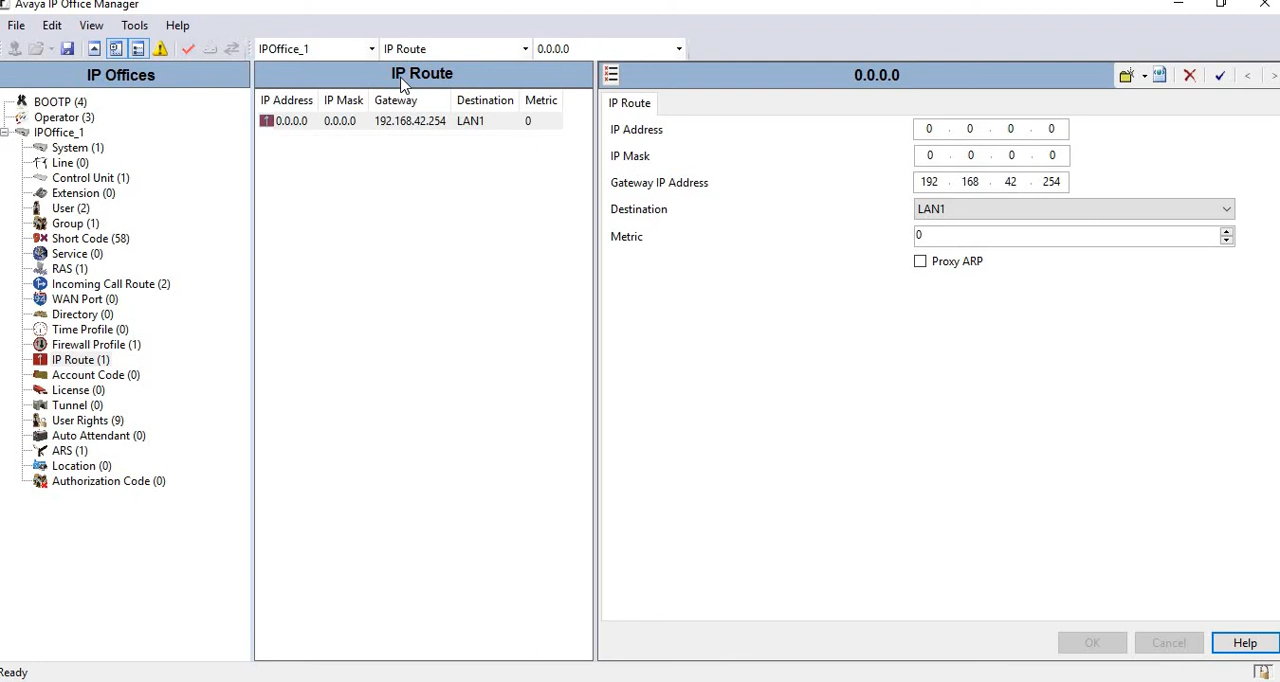 Avaya IP Office Manager
File Edit View Tools Help
IPOffice_1 IP Route 0.0.0.0
IP Offices
BOOTP (4)
Operator (3)
IPOffice_1
System (1)
Line (0)
Control Unit (1)
Extension (0)
User (2)
Group (1)
Short Code (58)
Service (0)
RAS (1)
Incoming Call Route (2)
WAN Port (0)
Directory (0)
Time Profile (0)
Firewall Profile (1)
IP Route (1)
Account Code (0)
License (0)
Tunnel (0)
User Rights (9)
Auto Attendant (0)
ARS (1)
Location (0)
Authorization Code (0)
IP Route
IP Address IP Mask Gateway Destination Metric
0.0.0.0 0.0.0.0 192.168.42.254 LAN1 0
0.0.0.0
IP Route
IP Address 0 . 0 . 0 . 0
IP Mask 0 . 0 . 0 . 0
Gateway IP Address 192 . 168 . 42 . 254
Destination LAN1
Metric 0
Proxy ARP
OK Cancel Help
Ready